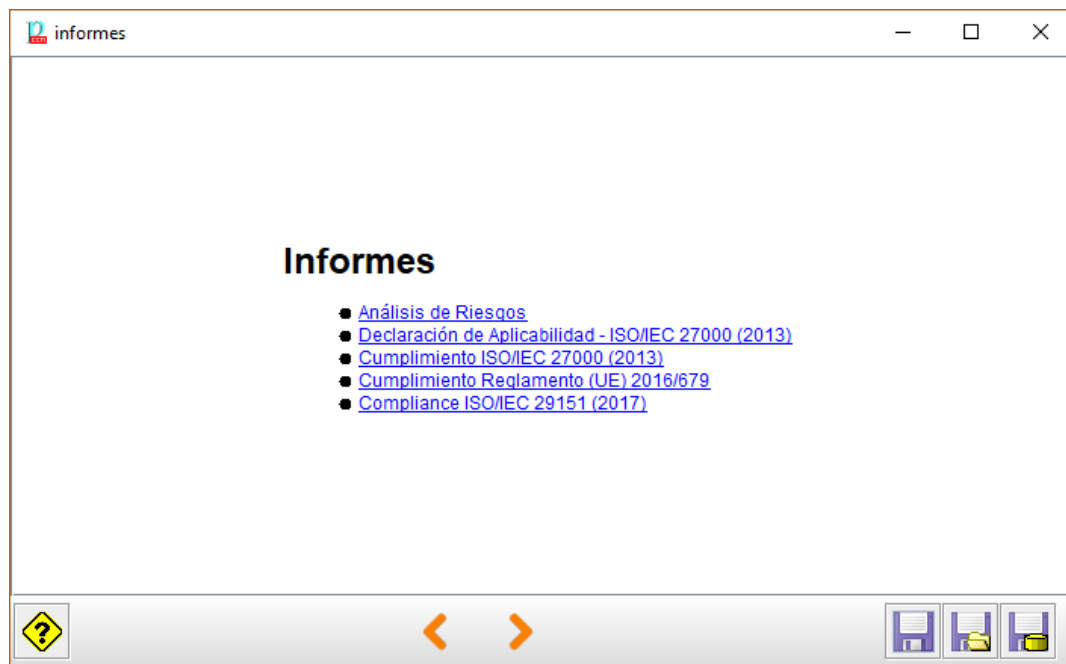 informes
Informes
Análisis de Riesgos
Declaración de Aplicabilidad - ISO/IEC 27000 (2013)
Cumplimiento ISO/IEC 27000 (2013)
Cumplimiento Reglamento (UE) 2016/679
Compliance ISO/IEC 29151 (2017)
?